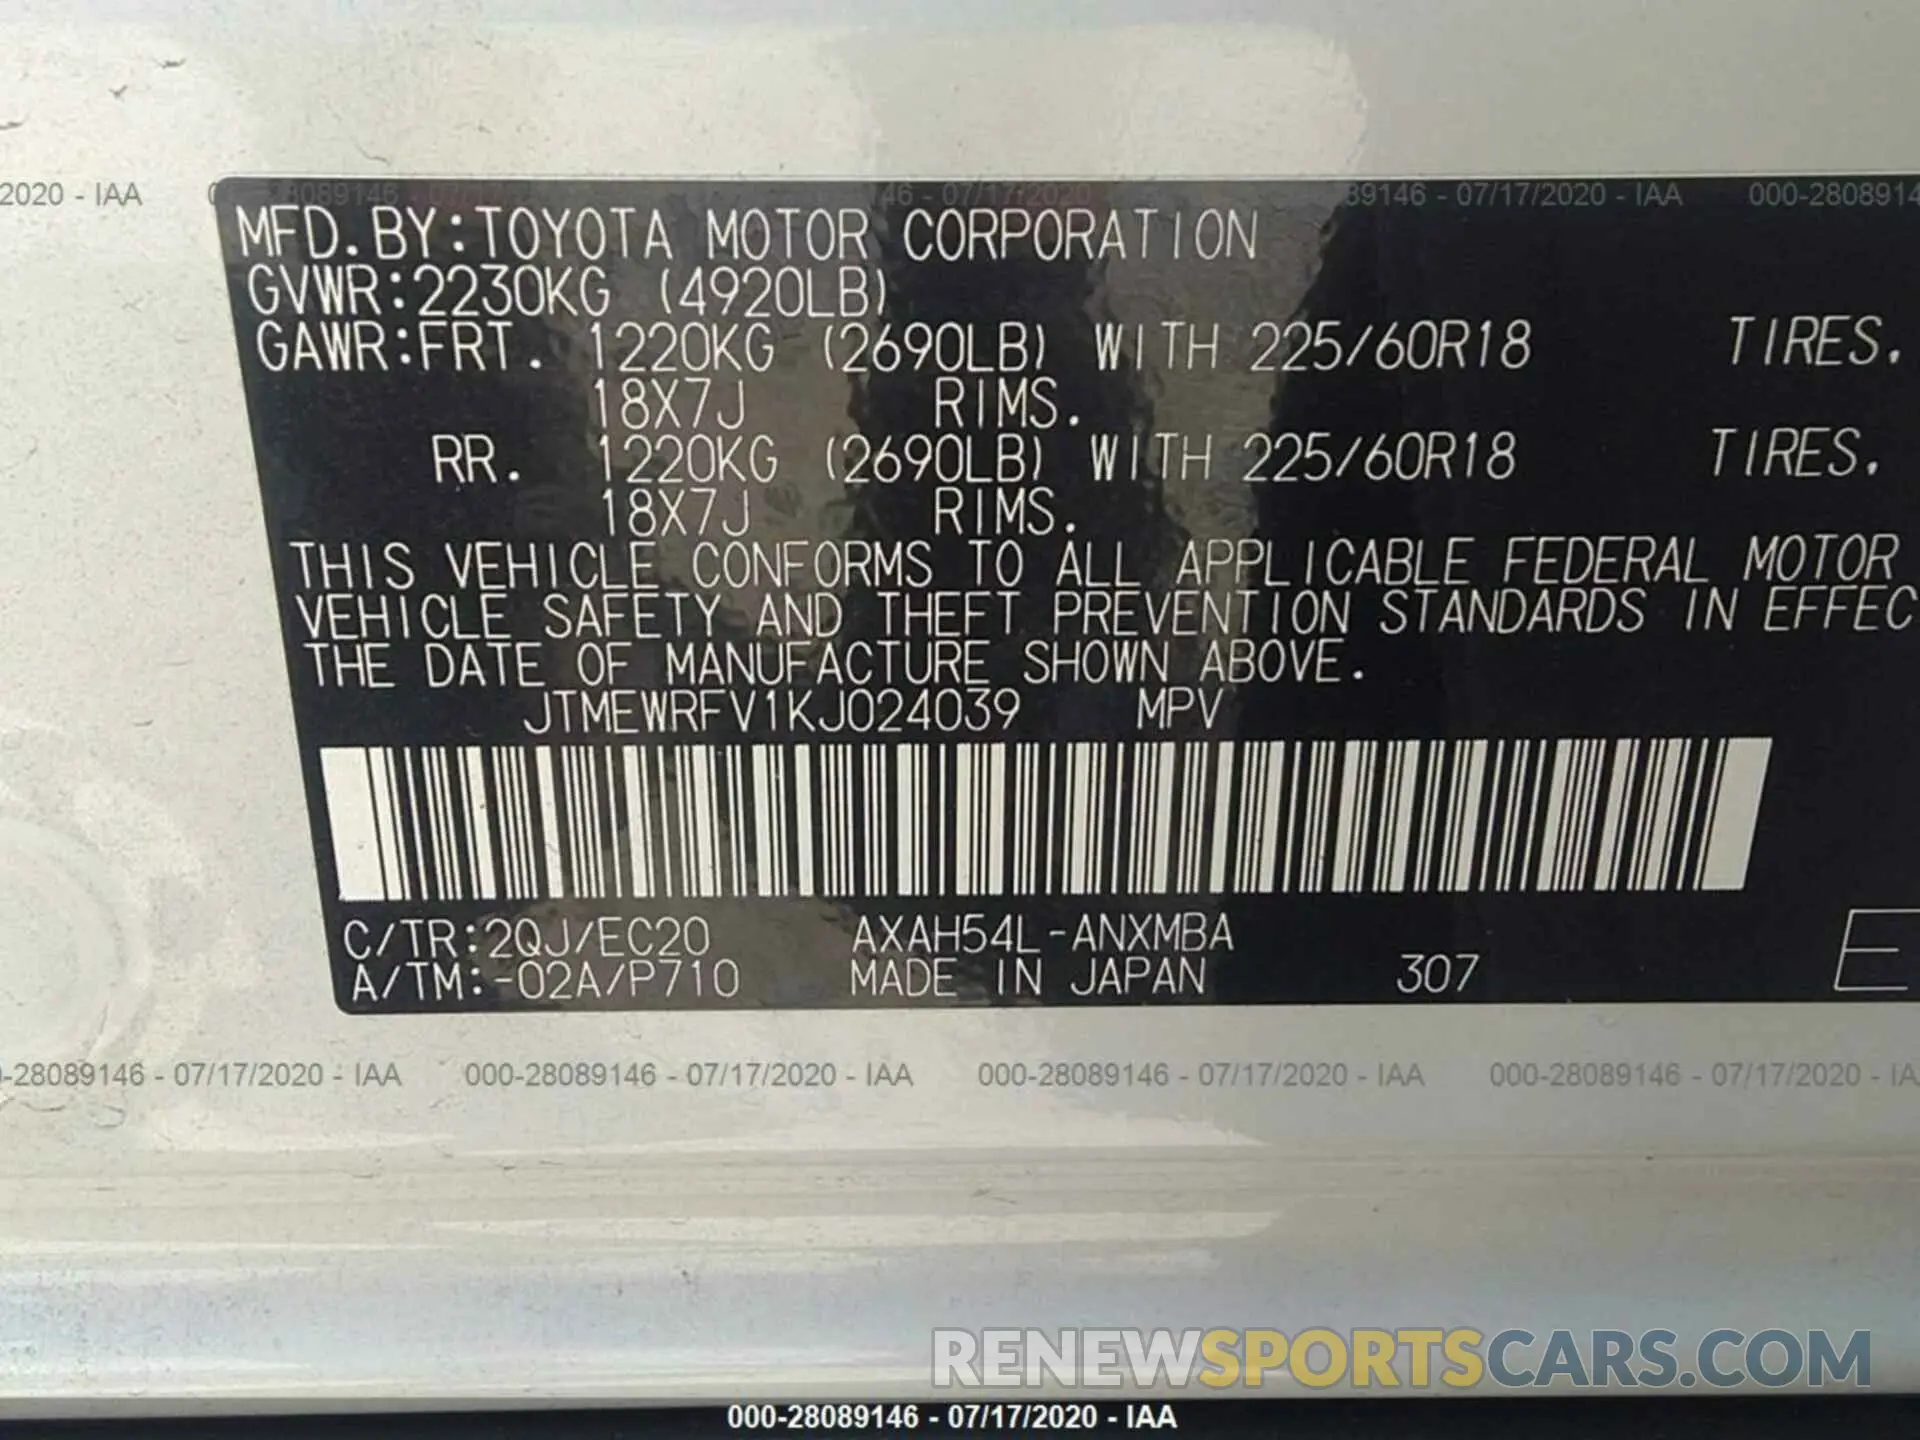 2020 - IAA 28089146 - 07/17/2020 89146 - 07/17/2020 - IAA 000-2808914
MFD.BY:TOYOTA MOTOR CORPORATION
GVWR:2230KG (4920LB)
GAWR:FRT. 1220KG (2690LB) WITH 225/60R18 TIRES.
18X7J RIMS.
RR. 1220KG (2690LB) WITH 225/60R18 TIRES.
18X7J RIMS.
THIS VEHICLE CONFORMS TO ALL APPLICABLE FEDERAL MOTOR
VEHICLE SAFETY AND THEFT PREVENTION STANDARDS IN EFFEC
THE DATE OF MANUFACTURE SHOWN ABOVE.
JTMEWRFV1KJ024039 MPV
C/TR:2QJ/EC20 AXAH54L-ANXMBA
A/TM:-02A/P710 MADE IN JAPAN 307 E
-28089146 - 07/17/2020 - IAA 000-28089146 - 07/17/2020 - IAA 000-28089146 - 07/17/2020 - IAA 000-28089146 - 07/17/2020 - IA
RENEWSPORTSCARS.COM
000-28089146 - 07/17/2020 - IAA